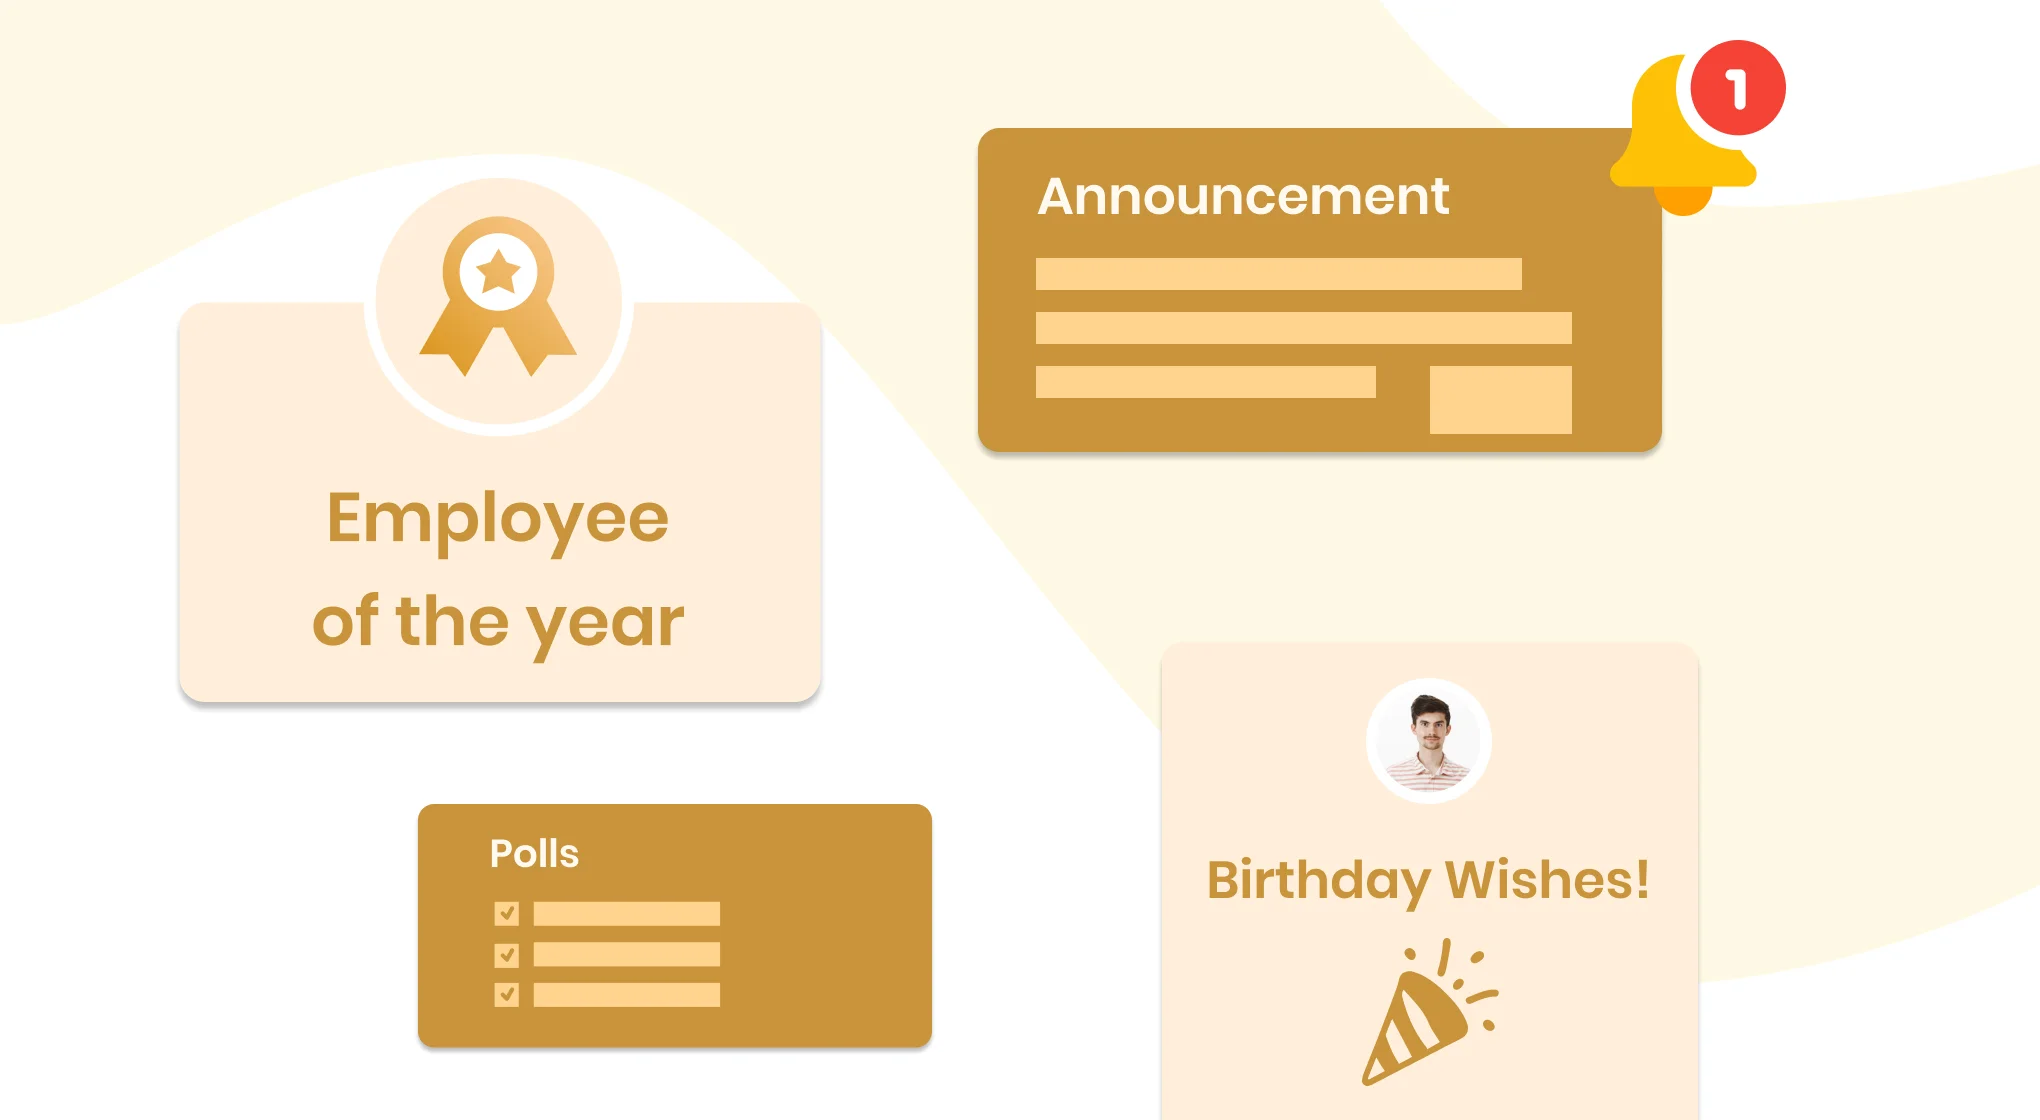 1
Announcement
Employee
of the year
Polls
Birthday Wishes!